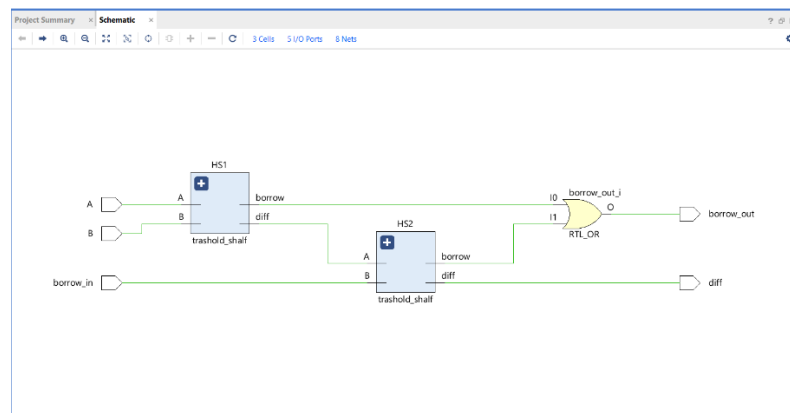 Project Summary × Schematic ×
3 Cells 5 I/O Ports 8 Nets
HS1
A A borrow I0 borrow_out_i
B B diff I1 O borrow_out
trashold_shalf HS2 RTL_OR
A borrow
borrow_in B diff diff
trashold_shalf